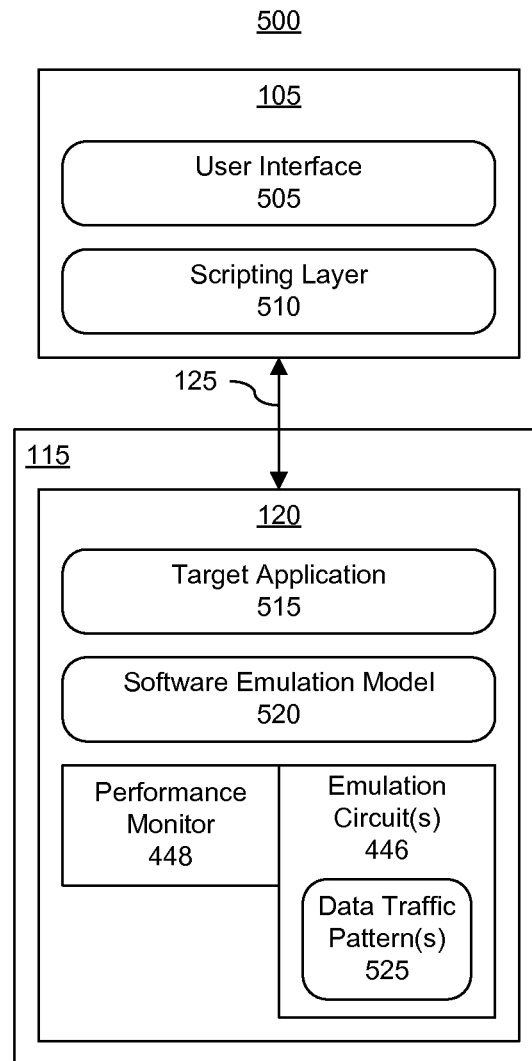 500
105
User Interface
505
Scripting Layer
510
125
115
120
Target Application
515
Software Emulation Model
520
Performance
Monitor
448
Emulation
Circuit(s)
446
Data Traffic
Pattern(s)
525